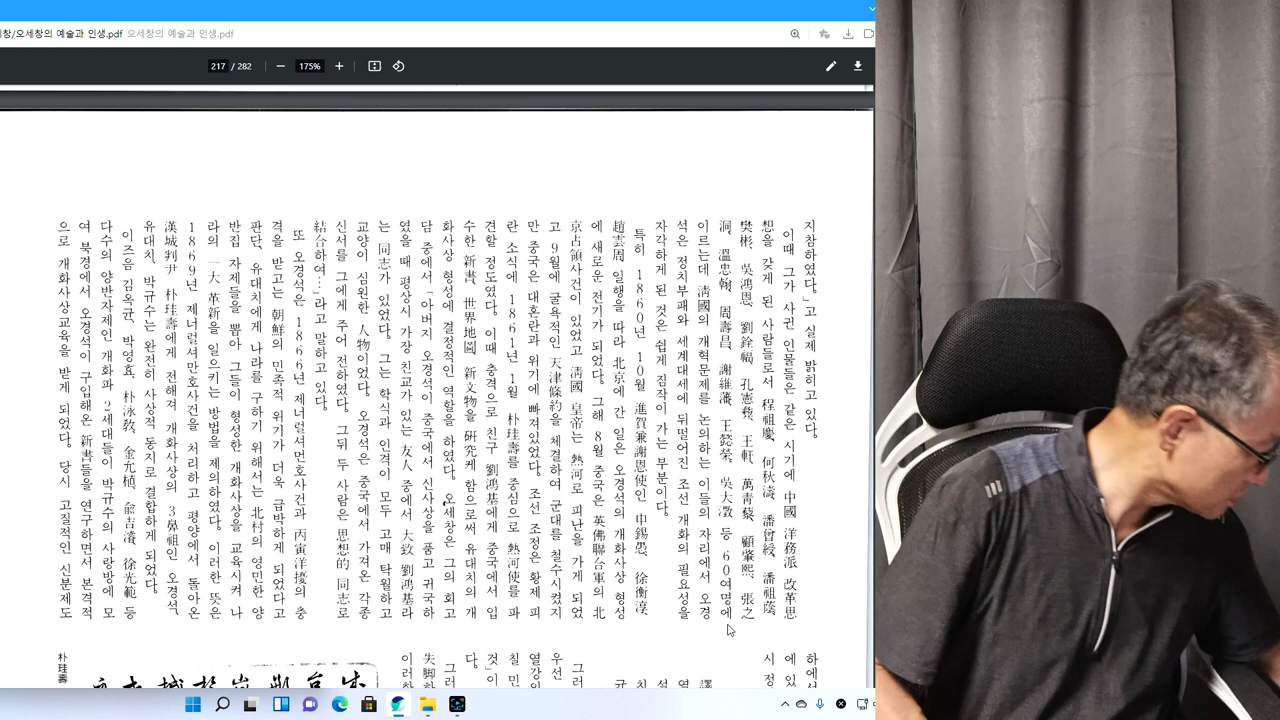 창/오세창의 예술과 인생.pdf 오세창의 예술과 인생.pdf
217 / 282 175%
지참하였다.」고 실제 밝히고 있다.
이때 그가 사귄 인물들은 같은 시기에 中國 洋務派 改革思
想을 갖게 된 사람들로서 程祖慶、何秋濤、潘曾綬、潘祖蔭、
樊彬、吳鴻恩、劉銓福、孔憲彝、王軒、萬青藜、顧肇熙、張之
洞、溫忠翰、周壽昌、謝維藩、王懿榮、吳大澂 등 60여명에
이르는데 淸國의 개혁문제를 논의하는 이들의 자리에서 오경
석은 정치부패와 세계대세에 뒤떨어진 조선 개화의 필요성을
자각하게 된 것은 쉽게 짐작이 가는 부분이다.
특히 1860년 10월 進賀兼謝恩使인 申錫愚、徐衡淳、
趙雲周 일행을 따라 北京에 간 일은 오경석의 개화사상 형성
에 새로운 전기가 되었다. 그해 8월 중국은 英佛聯合軍의 北
京占領사건이 있었고 淸國 皇帝는 熱河로 피난을 가게 되었
고 9월에 굴욕적인 天津條約을 체결하여 군대를 철수시켰지
만 중국은 대혼란과 위기에 빠져있었다. 조선 조정은 황제 피
란 소식에 1861년 1월 朴珪壽를 중심으로 熱河使를 파
견할 정도였다. 이때 충격으로 친구 劉鴻基에게 중국에서 입
수한 新書、世界地圖、新文物을 硏究케 함으로써 유대치의 개
화사상 형성에 결정적인 역할을 하였다. 오세창은 그의 회고
담 중에서 「아버지 오경석이 중국에서 신사상을 품고 귀국하
였을 때 평상시 가장 친교가 있는 友人 중에서 大致 劉鴻基라
는 同志가 있었다. 그는 학식과 인격이 모두 고매 탁월하고
교양이 심원한 人物이었다. 오경석은 중국에서 가져온 각종
신서를 그에게 주어 전하였다. 그뒤 두 사람은 思想的 同志로
結合하여…」라고 말하고 있다.
또 오경석은 1866년 제너럴셔먼호사건과 丙寅洋擾의 충
격을 받고는 朝鮮의 민족적 위기가 더욱 급박하게 되었다고
판단、유대치에게 나라를 구하기 위해서는 北村의 영민한 양
반집 자제들을 뽑아 그들이 형성한 개화사상을 교육시켜 나
라의 一大 革新을 일으키는 방법을 제의하였다. 이러한 뜻은
1869년 제너럴셔만호사건을 처리하고 평양에서 돌아온
漢城判尹 朴珪壽에게 전해져 개화사상의 3鼻祖인 오경석、
유대치、박규수는 완전히 사상적 동지로 결합하게 되었다.
이즈음 김옥균、박영효、朴泳敎、金允植、兪吉濬、徐光範 등
다수의 양반자제인 개화파 2세대들이 박규수의 사랑방에 모
여 북경에서 오경석이 구입해온 新書들을 연구하면서 본격적
으로 개화사상교육을 받게 되었다. 당시 고질적인 신분제도
하에서
에 있
시정
譯
열
설
치
균
그러
우선
열강의
칠 민
것」이
다.
그러
失脚하
이러한
朴珪壽